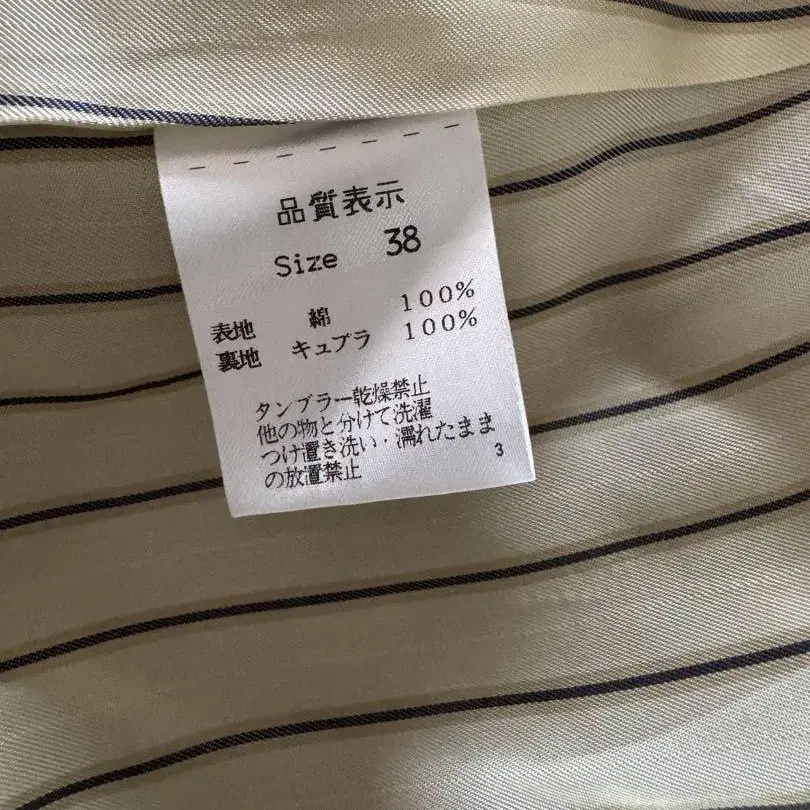 品質表示
Size 38
表地 綿 100%
裏地 キュプラ 100%
タンブラー乾燥禁止
他の物と分けて洗濯
つけ置き洗い・濡れたまま
の放置禁止
3